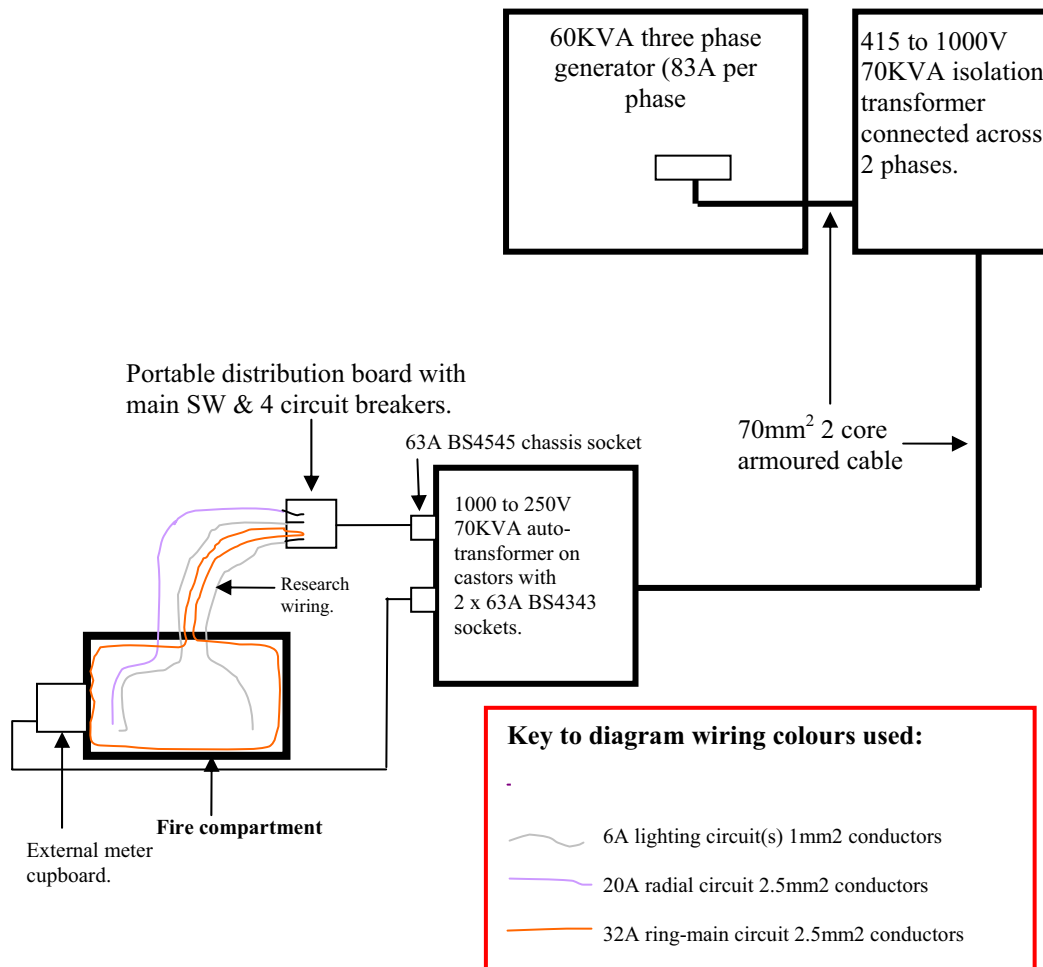 60KVA three phase
generator (83A per
phase
415 to 1000V
70KVA isolation
transformer
connected across
2 phases.
Portable distribution board with
main SW & 4 circuit breakers.
63A BS4545 chassis socket
70mm² 2 core
armoured cable
1000 to 250V
70KVA auto-
transformer on
castors with
2 x 63A BS4343
sockets.
Research
wiring.
Fire compartment
External meter
cupboard.
Key to diagram wiring colours used:
6A lighting circuit(s) 1mm2 conductors
20A radial circuit 2.5mm2 conductors
32A ring-main circuit 2.5mm2 conductors